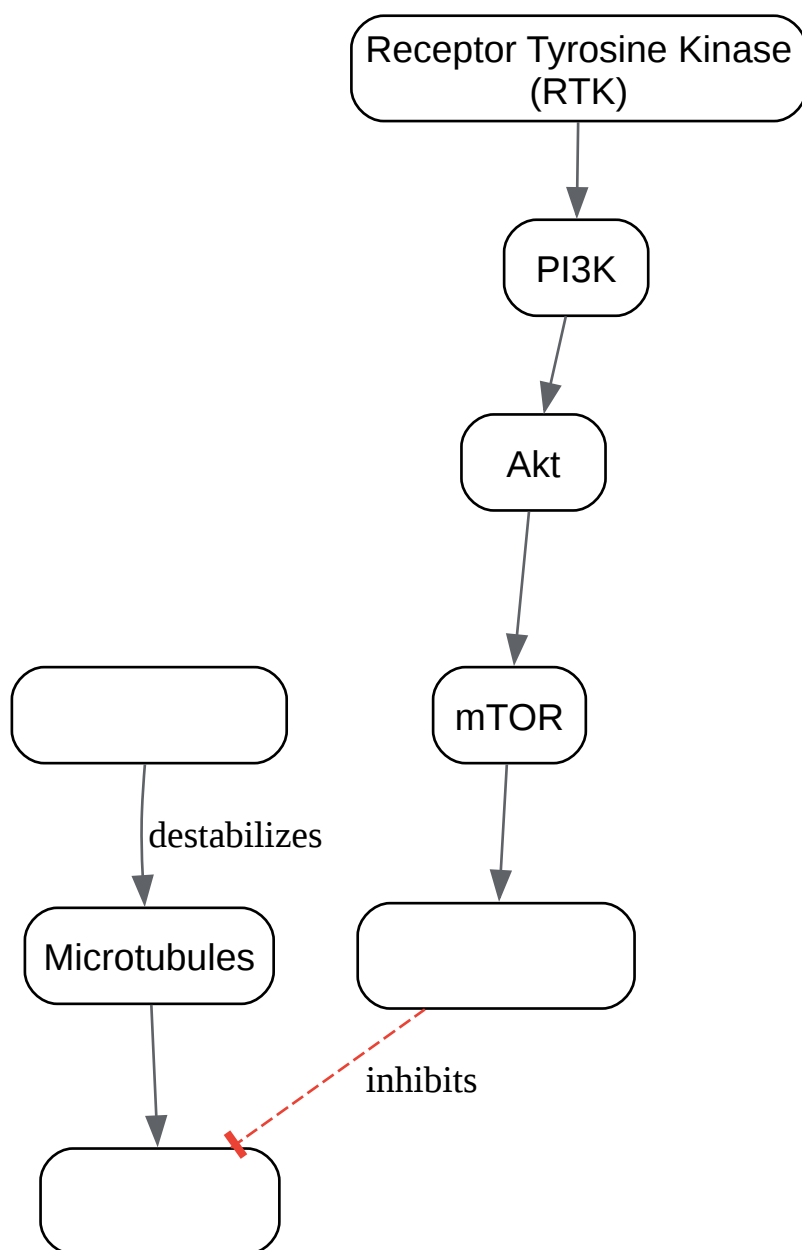 Receptor Tyrosine Kinase
(RTK)
PI3K
Akt
mTOR
destabilizes
Microtubules
inhibits